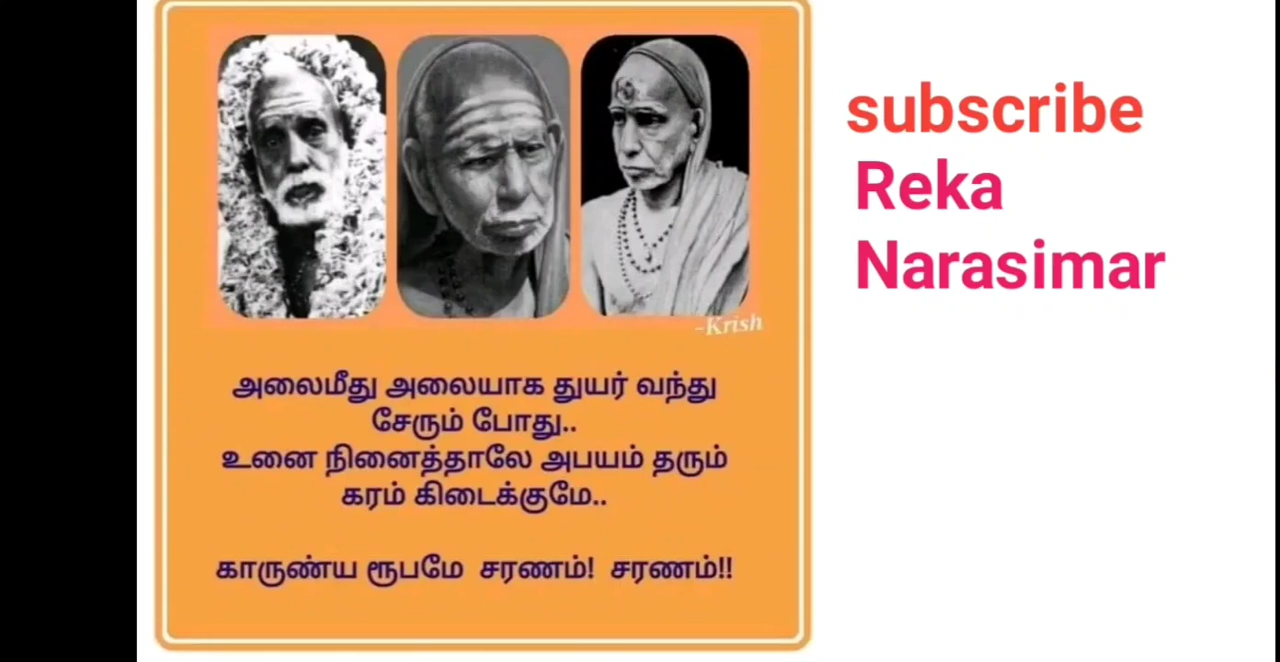 subscribe
Reka
Narasimar
-Krish
அலைமீது அலையாக துயர் வந்து
சேரும் போது..
உனை நினைத்தாலே அபயம் தரும்
கரம் கிடைக்குமே..
காருண்ய ரூபமே சரணம்! சரணம்!!